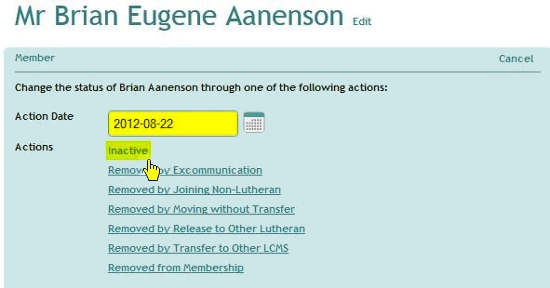 Mr Brian Eugene Aanenson Edit
Member Cancel
Change the status of Brian Aanenson through one of the following actions:
Action Date 2012-08-22
Actions Inactive
Removed by Excommunication
Removed by Joining Non-Lutheran
Removed by Moving without Transfer
Removed by Release to Other Lutheran
Removed by Transfer to Other LCMS
Removed from Membership